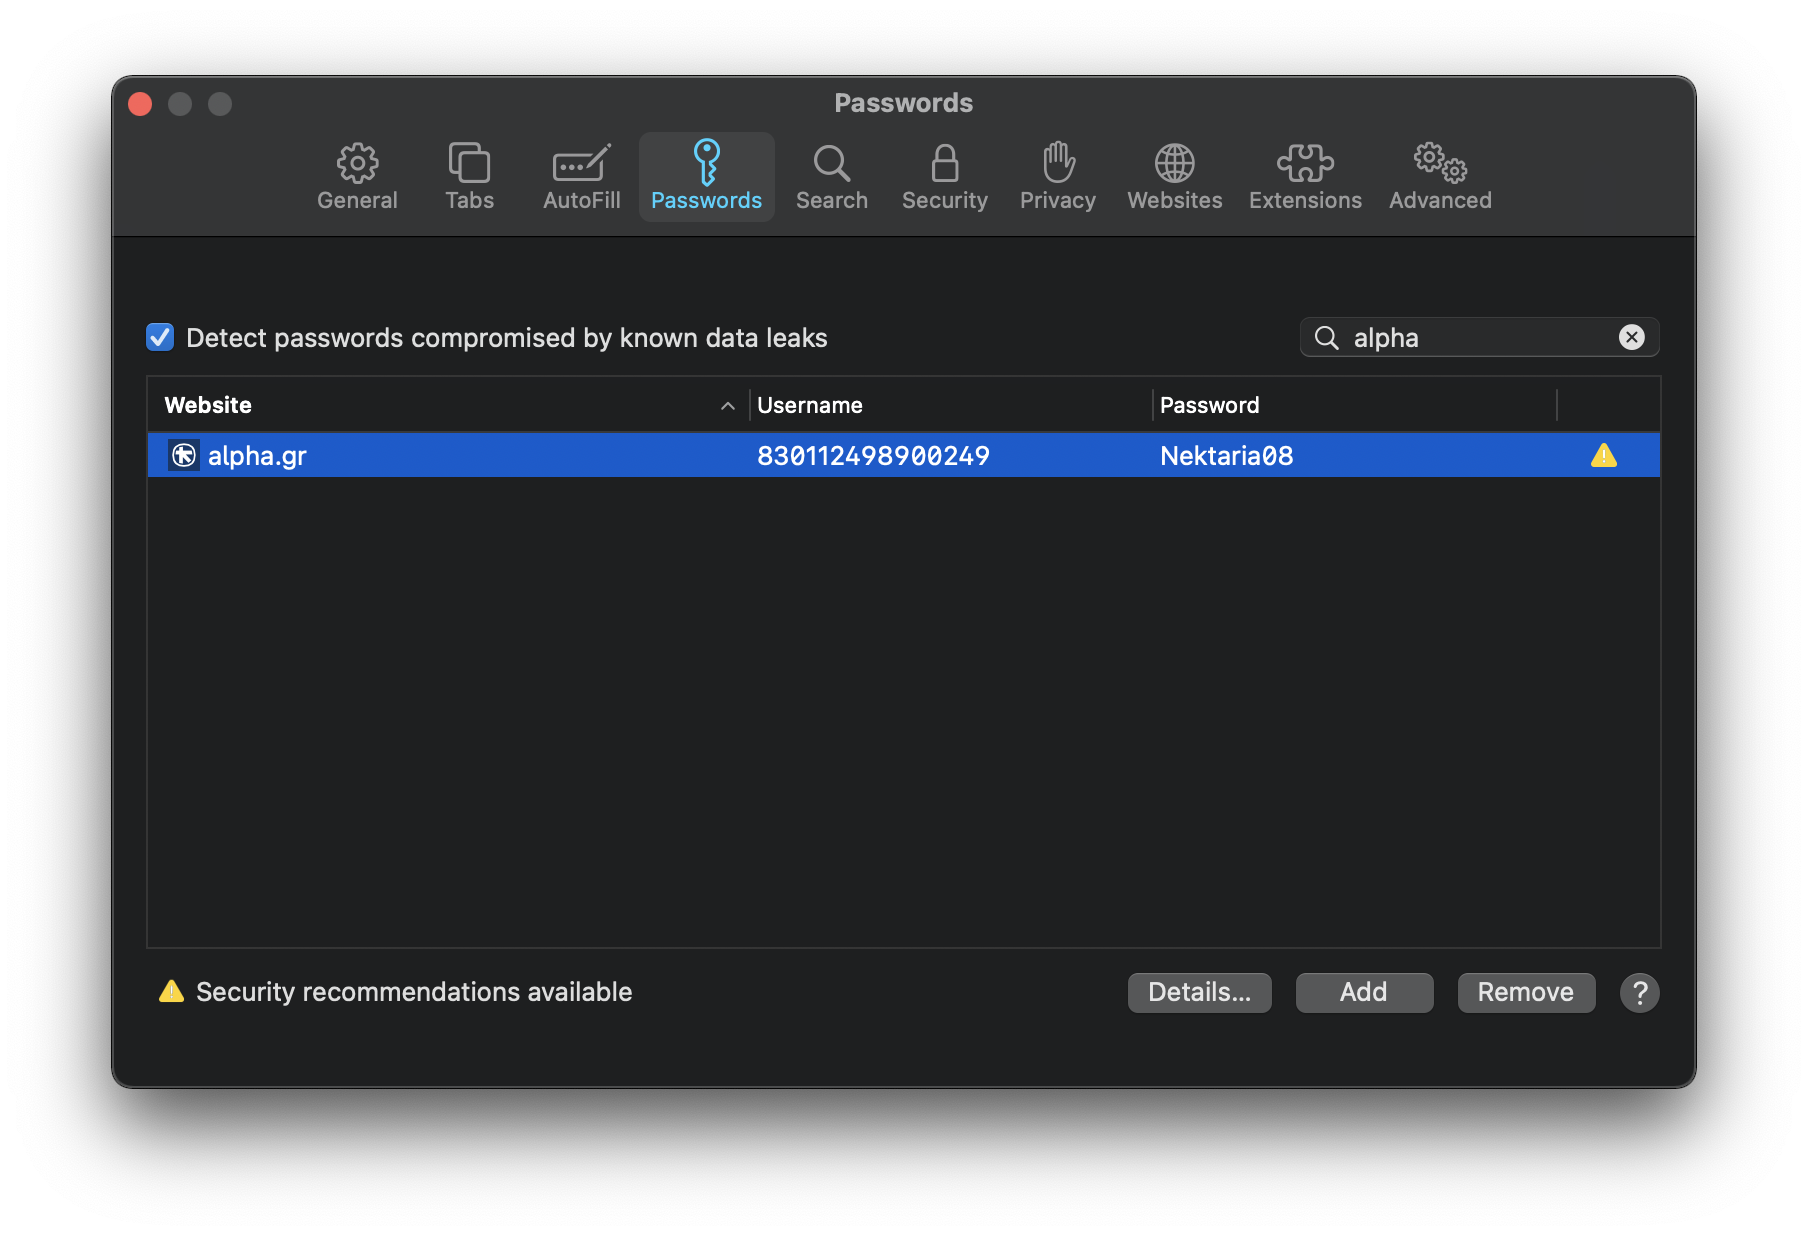 Passwords
General Tabs AutoFill Passwords Search Security Privacy Websites Extensions Advanced
Detect passwords compromised by known data leaks alpha
Website Username Password
alpha.gr 830112498900249 Nektaria08
Security recommendations available Details... Add Remove ?